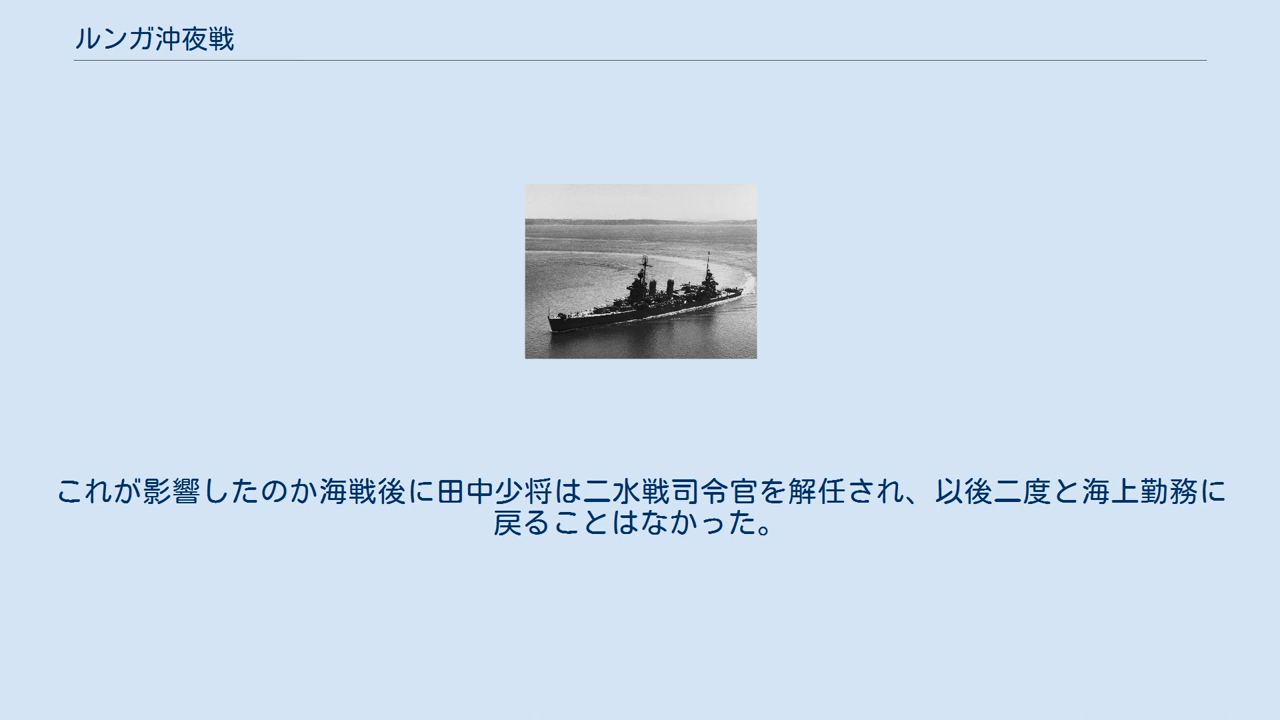 ルンガ沖夜戦
これが影響したのか海戦後に田中少将は二水戦司令官を解任され、以後二度と海上勤務に
戻ることはなかった。